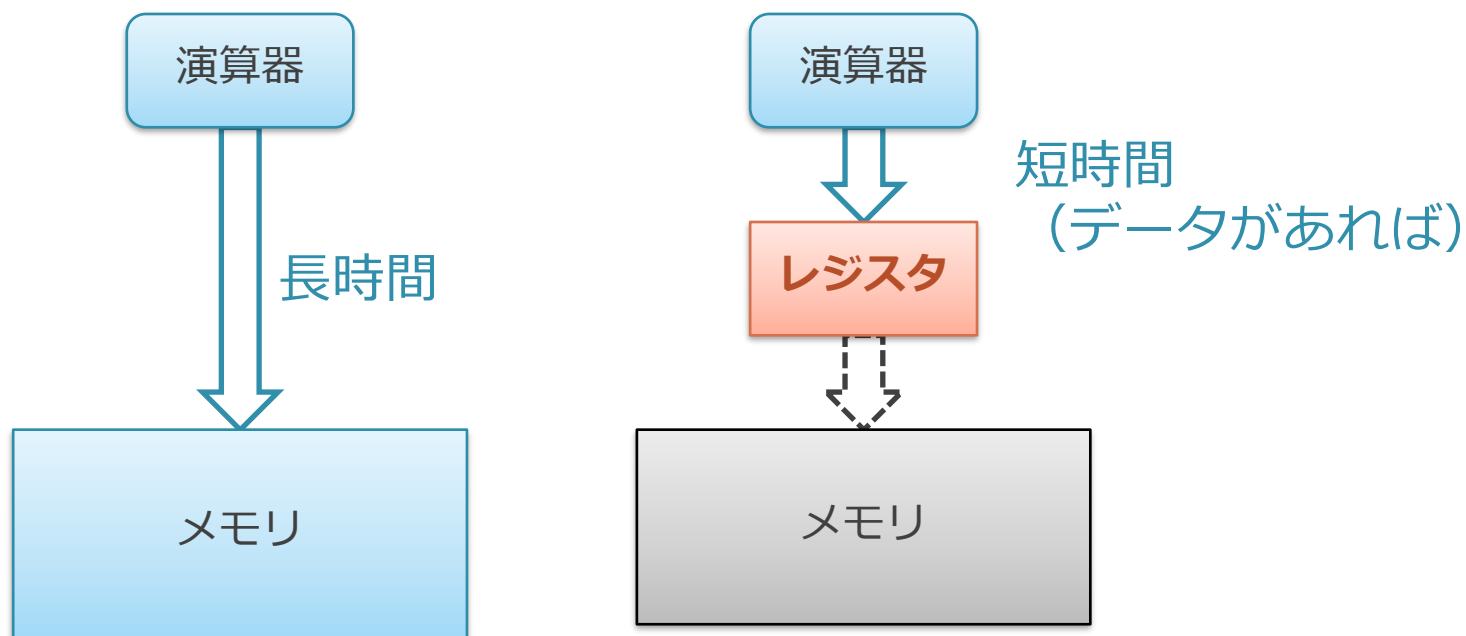 演算器
長時間
メモリ
演算器
短時間
（データがあれば）
レジスタ
メモリ